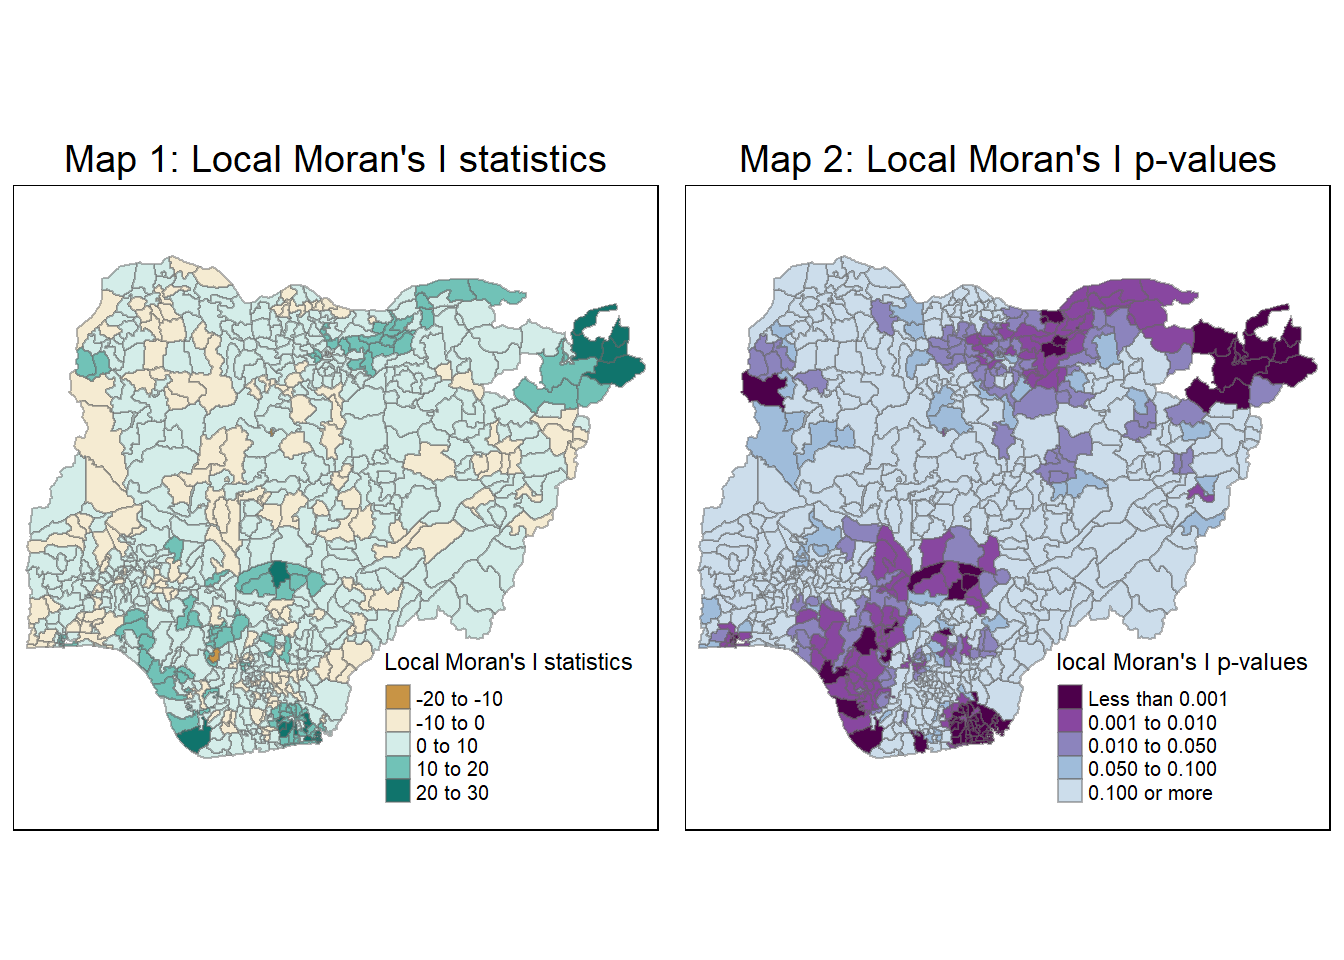 Map 1: Local Moran's I statistics
Local Moran's I statistics
-20 to -10
-10 to 0
0 to 10
10 to 20
20 to 30
Map 2: Local Moran's I p-values
local Moran's I p-values
Less than 0.001
0.001 to 0.010
0.010 to 0.050
0.050 to 0.100
0.100 or more